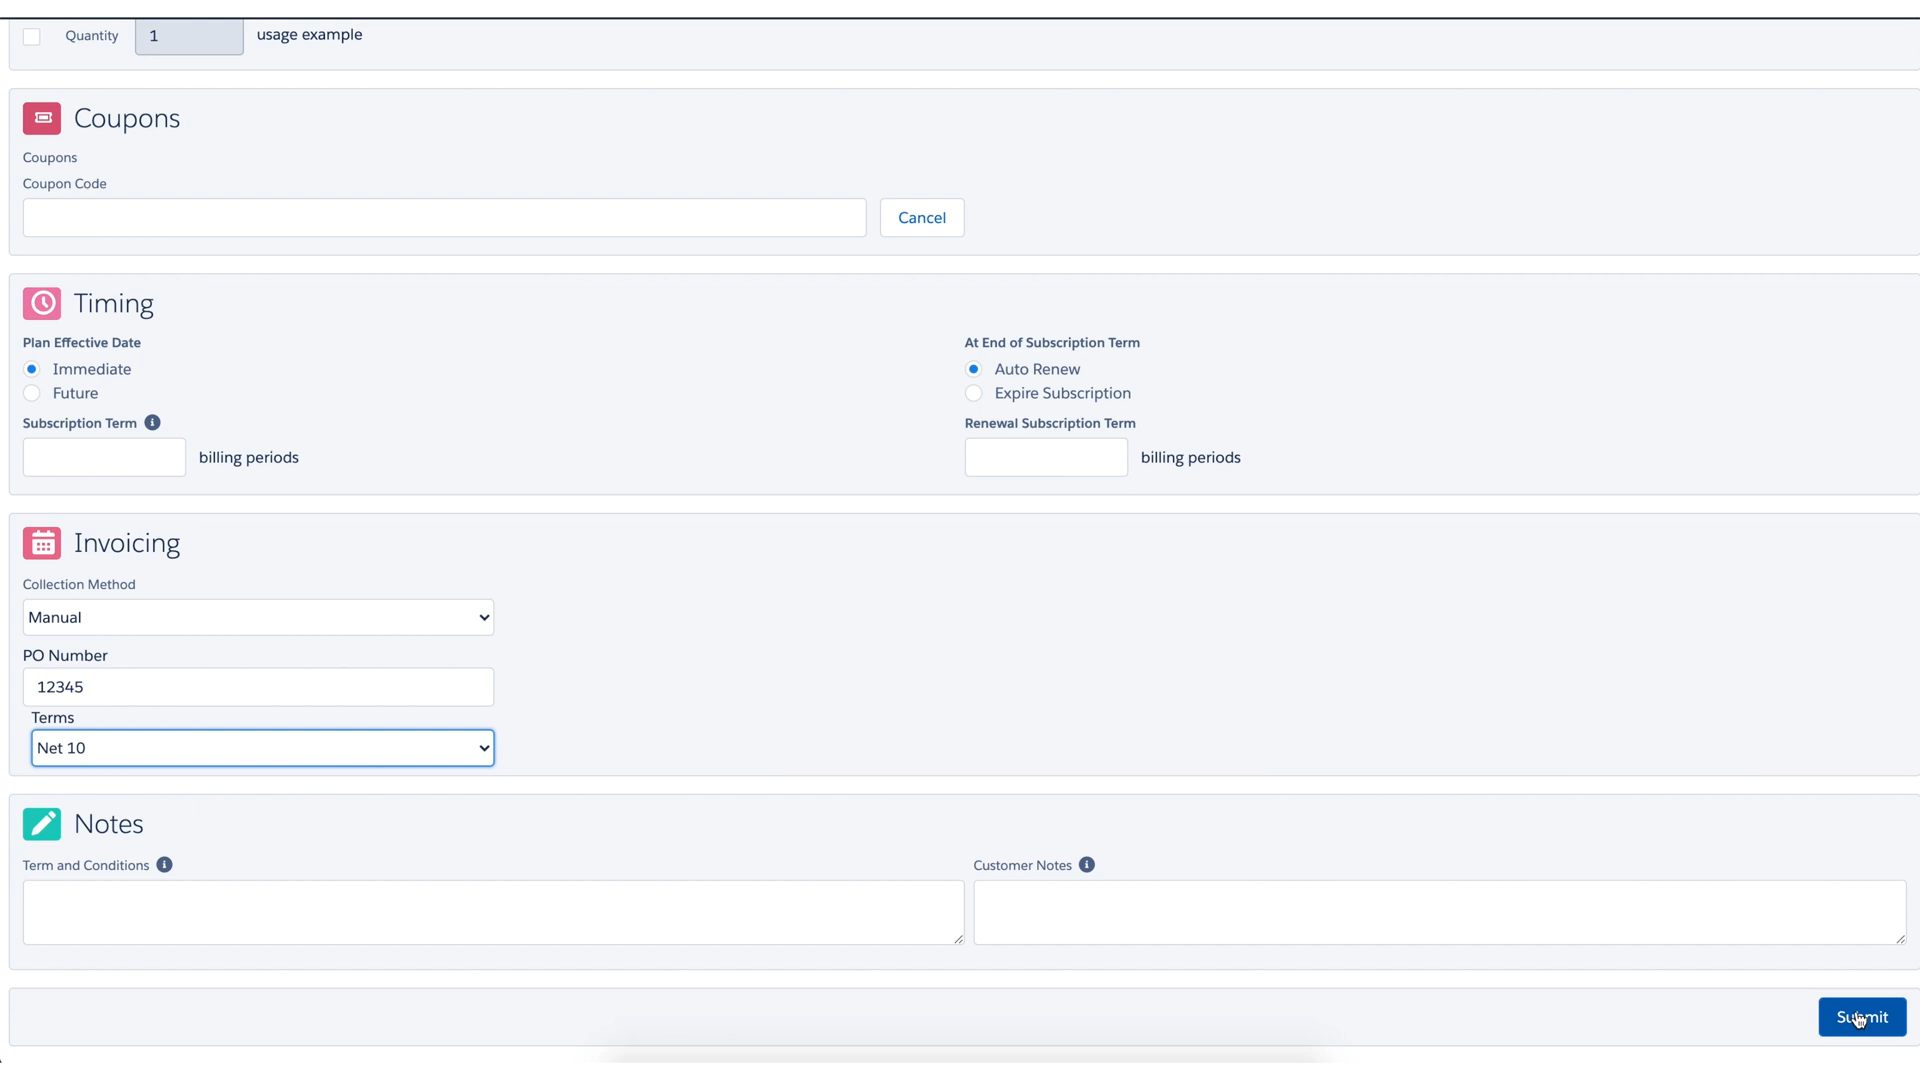 Quantity 1 usage example
Coupons
Coupons
Coupon Code
Cancel
Timing
Plan Effective Date At End of Subscription Term
Immediate Auto Renew
Future Expire Subscription
Subscription Term Renewal Subscription Term
billing periods billing periods
Invoicing
Collection Method
Manual
PO Number
12345
Terms
Net 10
Notes
Term and Conditions Customer Notes
Submit